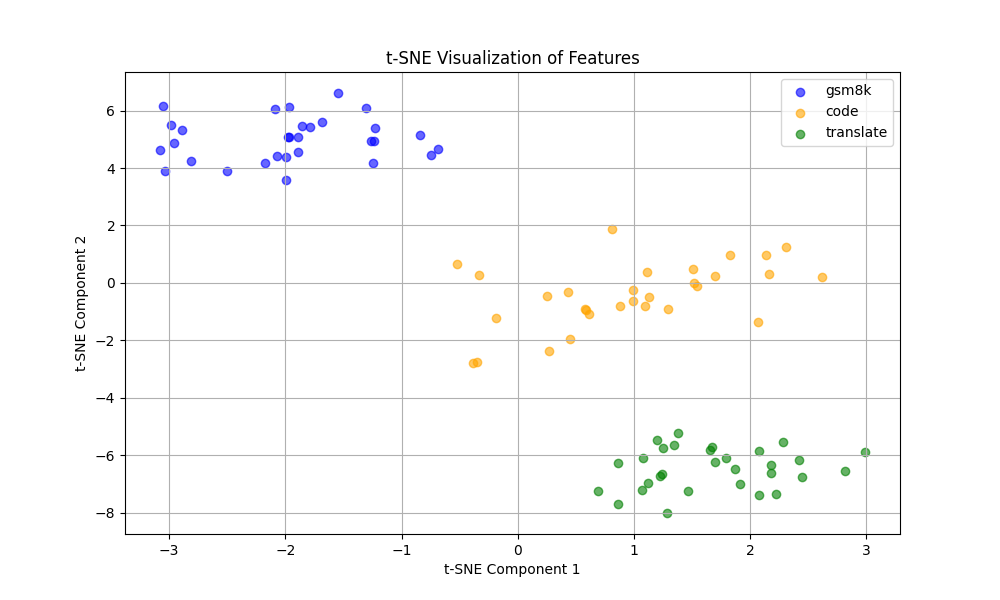 t-SNE Visualization of Features
gsm8k
code
translate
6
4
2
0
−2
−4
−6
−8
t-SNE Component 2
−3
−2
−1
0
1
2
3
t-SNE Component 1